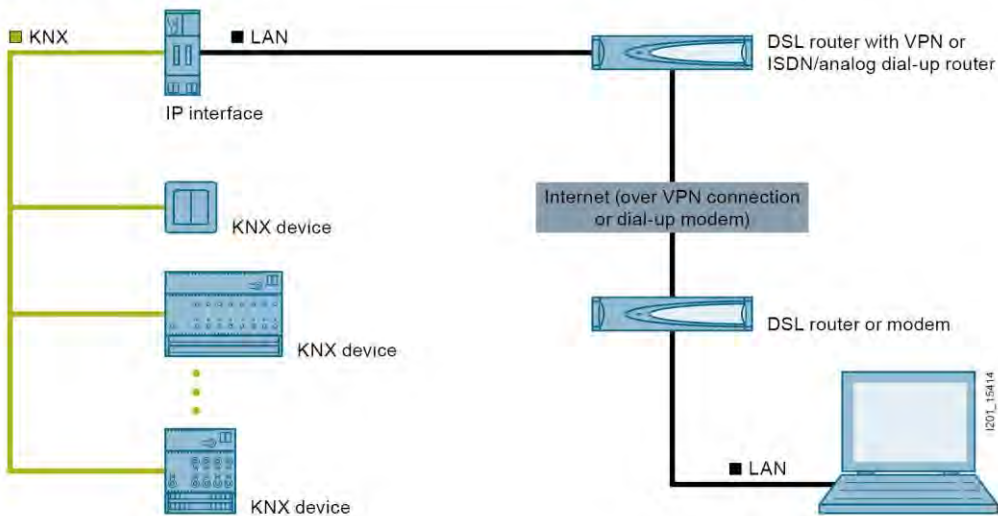 KNX
LAN
DSL router with VPN or
ISDN/analog dial-up router
IP interface
Internet (over VPN connection
or dial-up modem)
KNX device
DSL router or modem
KNX device
I201_15414
LAN
KNX device